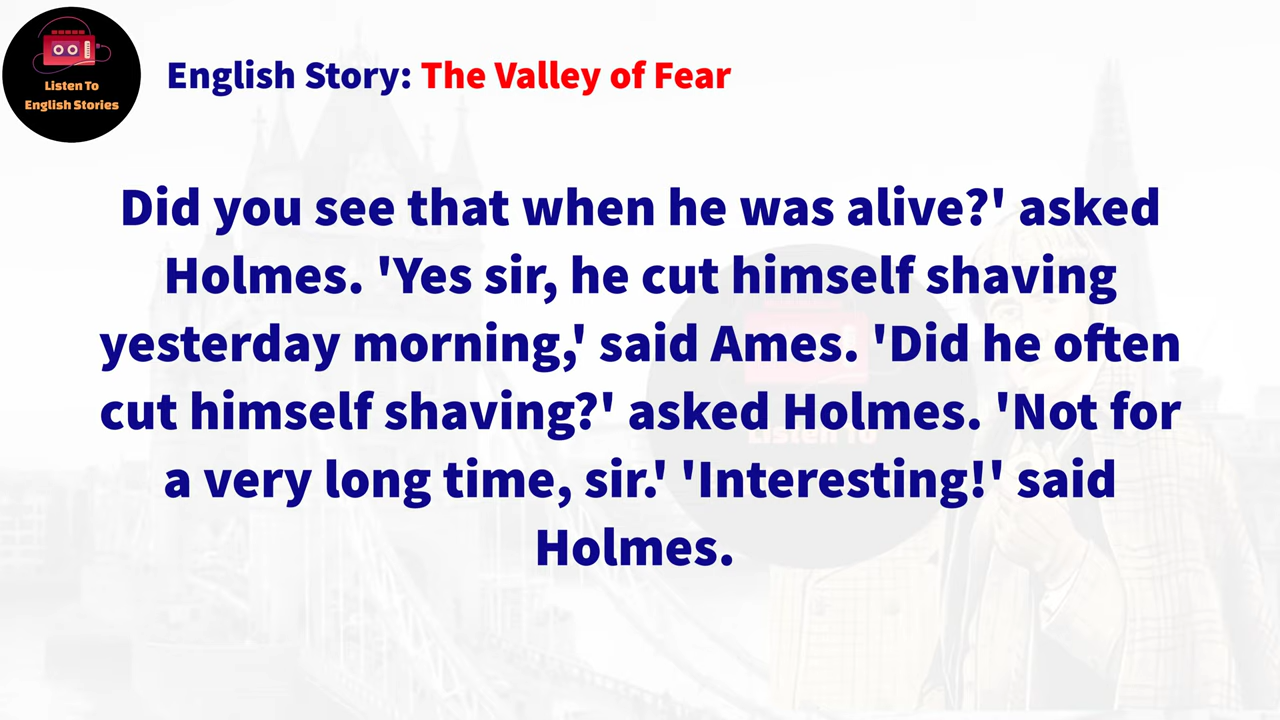 Listen To
English Stories
English Story: The Valley of Fear
Did you see that when he was alive?' asked
Holmes. 'Yes sir, he cut himself shaving
yesterday morning,' said Ames. 'Did he often
cut himself shaving?' asked Holmes. 'Not for
a very long time, sir.' 'Interesting!' said
Holmes.
Listen To